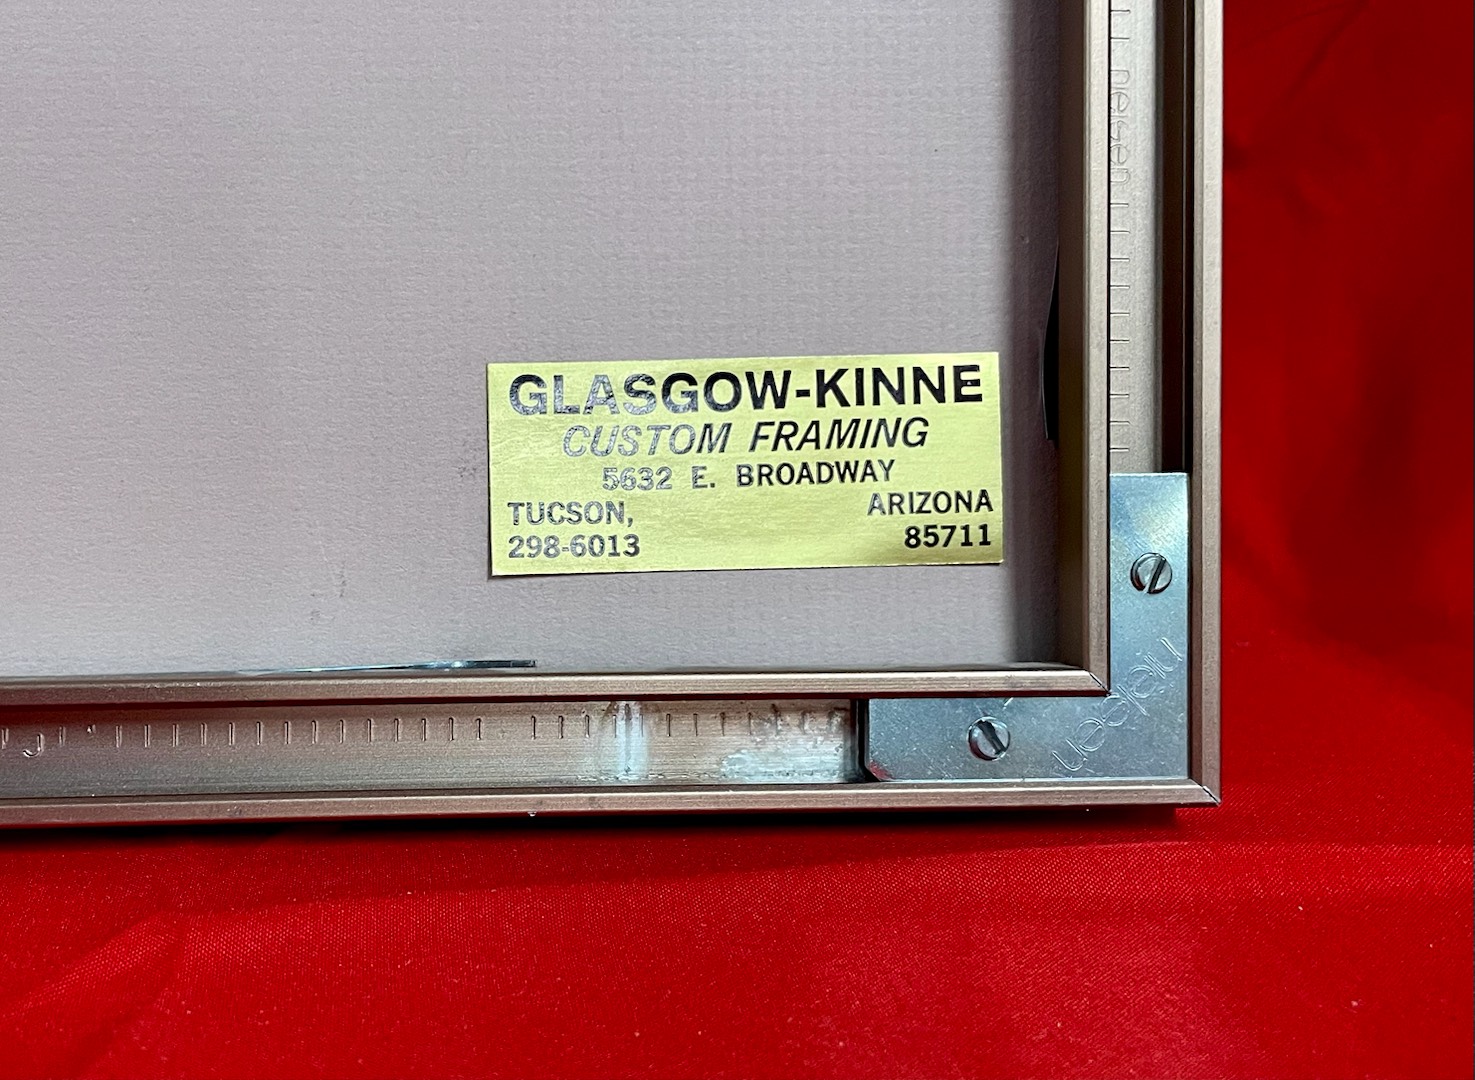 GLASGOW-KINNE
CUSTOM FRAMING
5632 E. BROADWAY
TUCSON, ARIZONA
298-6013 85711
nielsen
nielsen